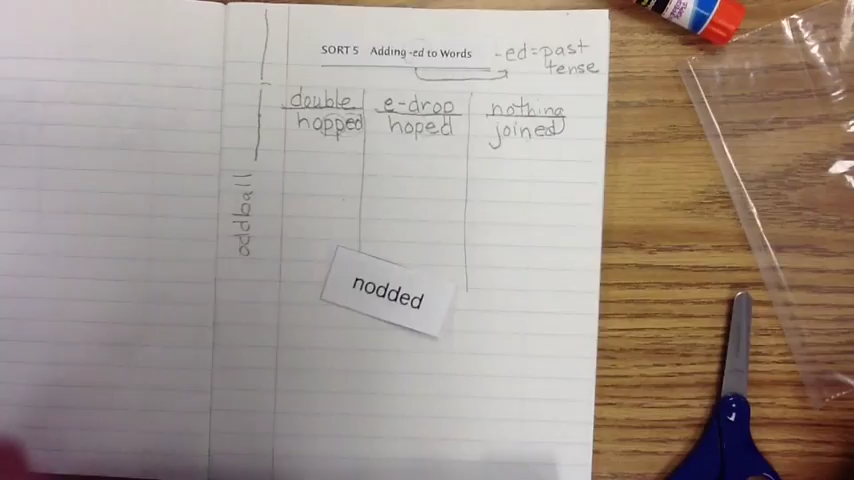 SORT 5 Adding -ed to Words
-ed=past
tense
double e-drop nothing
hopped hoped joined
oddball
nodded